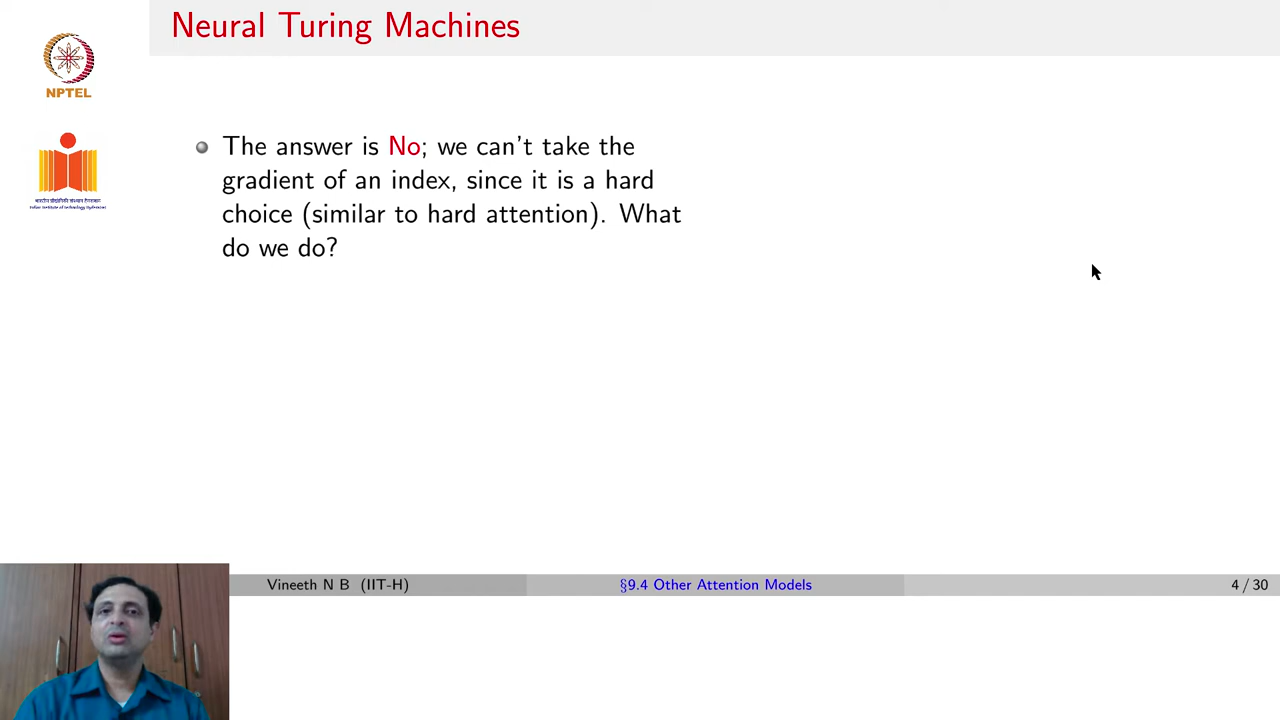 Neural Turing Machines
NPTEL
The answer is No; we can't take the
gradient of an index, since it is a hard
choice (similar to hard attention). What
do we do?
Vineeth N B (IIT-H)
§9.4 Other Attention Models
4 / 30